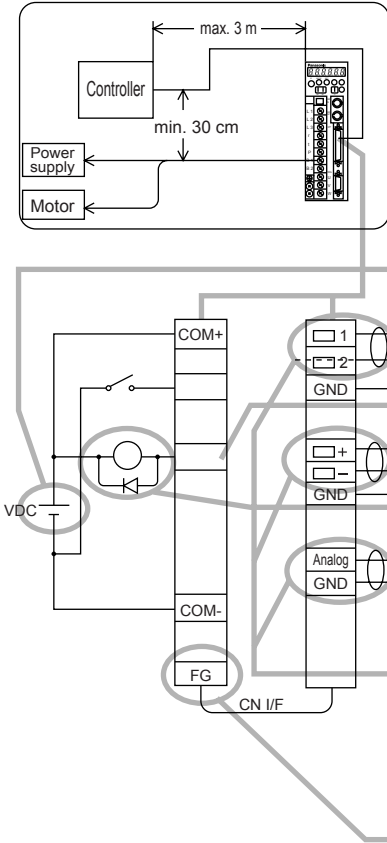 max. 3 m
Panasonic
Controller
min. 30 cm
Power
supply
Motor
COM+
1
2
GND
+
−
GND
VDC
Analog
GND
COM-
FG
CN I/F